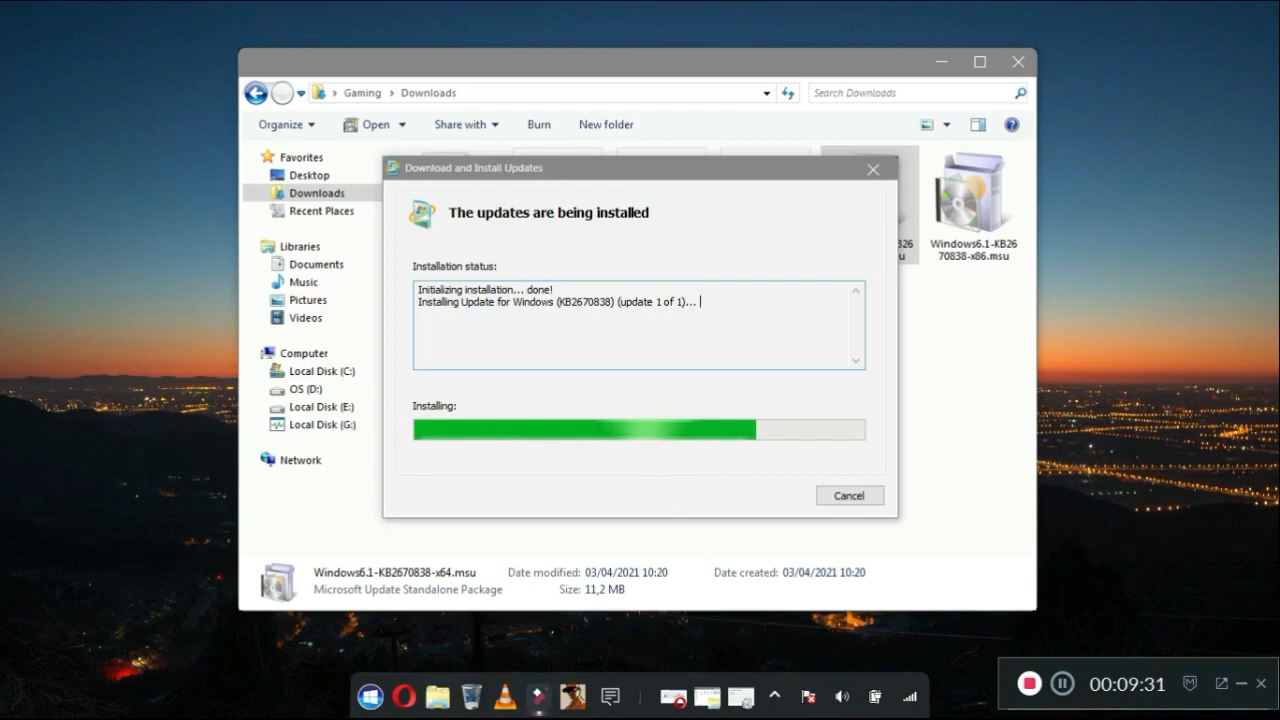 Gaming
Downloads
Search Downloads
Organize
Open
Share with
Burn
New folder
Favorites
Desktop
Downloads
Recent Places
Libraries
Documents
Music
Pictures
Videos
Computer
Local Disk (C:)
OS (D:)
Local Disk (E:)
Local Disk (G:)
Network
Download and Install Updates
The updates are being installed
Installation status:
Initializing installation... done!
Installing Update for Windows (KB2670838) (update 1 of 1)...
Installing:
Cancel
Windows6.1-KB26
70838-x86.msu
Windows6.1-KB2670838-x64.msu
Date modified: 03/04/2021 10:20
Date created: 03/04/2021 10:20
Microsoft Update Standalone Package
Size: 11,2 MB
00:09:31